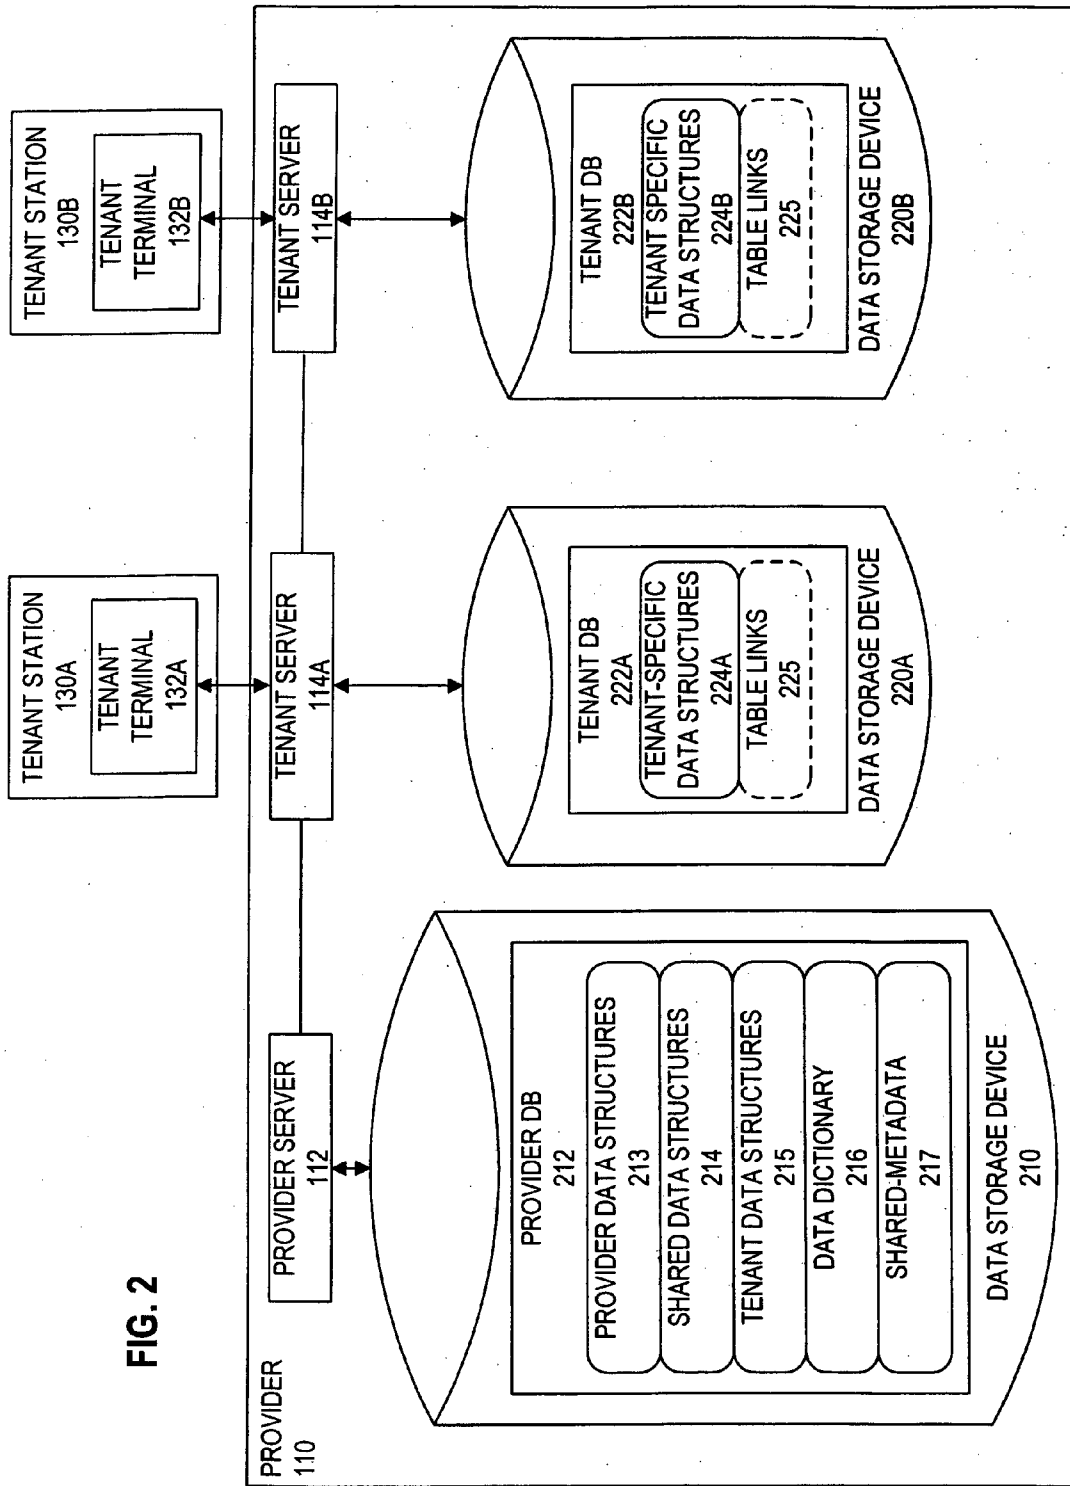 FIG. 2
TENANT STATION
130A
TENANT
TERMINAL
132A
TENANT STATION
130B
TENANT
TERMINAL
132B
PROVIDER
110
PROVIDER SERVER
112
TENANT SERVER
114A
TENANT SERVER
114B
PROVIDER DB
212
PROVIDER DATA STRUCTURES
213
SHARED DATA STRUCTURES
214
TENANT DATA STRUCTURES
215
DATA DICTIONARY
216
SHARED-METADATA
217
DATA STORAGE DEVICE
210
TENANT DB
222A
TENANT-SPECIFIC
DATA STRUCTURES
224A
TABLE LINKS
225
DATA STORAGE DEVICE
220A
TENANT DB
222B
TENANT SPECIFIC
DATA STRUCTURES
224B
TABLE LINKS
225
DATA STORAGE DEVICE
220B